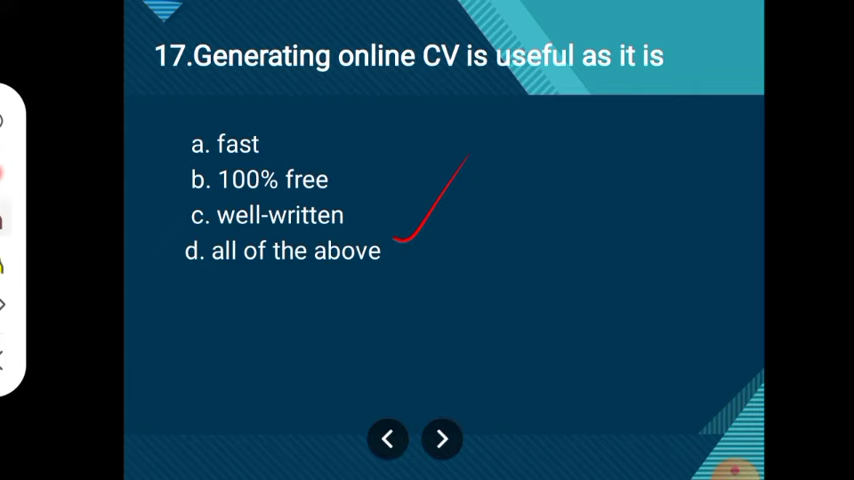 17.Generating online CV is useful as it is
a. fast
b. 100% free
c. well-written
d. all of the above